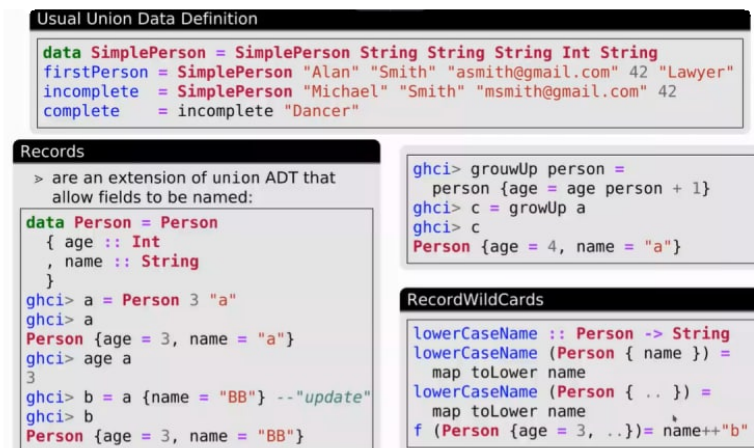 Usual Union Data Definition
data SimplePerson = SimplePerson String String String Int String
firstPerson = SimplePerson "Alan" "Smith" "asmith@gmail.com" 42 "Lawyer"
incomplete = SimplePerson "Michael" "Smith" "msmith@gmail.com" 42
complete = incomplete "Dancer"
Records
➢ are an extension of union ADT that
allow fields to be named:
data Person = Person
{ age :: Int
, name :: String
}
ghci> a = Person 3 "a"
ghci> a
Person {age = 3, name = "a"}
ghci> age a
3
ghci> b = a {name = "BB"} --"update"
ghci> b
Person {age = 3, name = "BB"}
ghci> grouwUp person =
person {age = age person + 1}
ghci> c = growUp a
ghci> c
Person {age = 4, name = "a"}
RecordWildCards
lowerCaseName :: Person -> String
lowerCaseName (Person { name }) =
map toLower name
lowerCaseName (Person { .. }) =
map toLower name
f (Person {age = 3, ..})= name++"b"